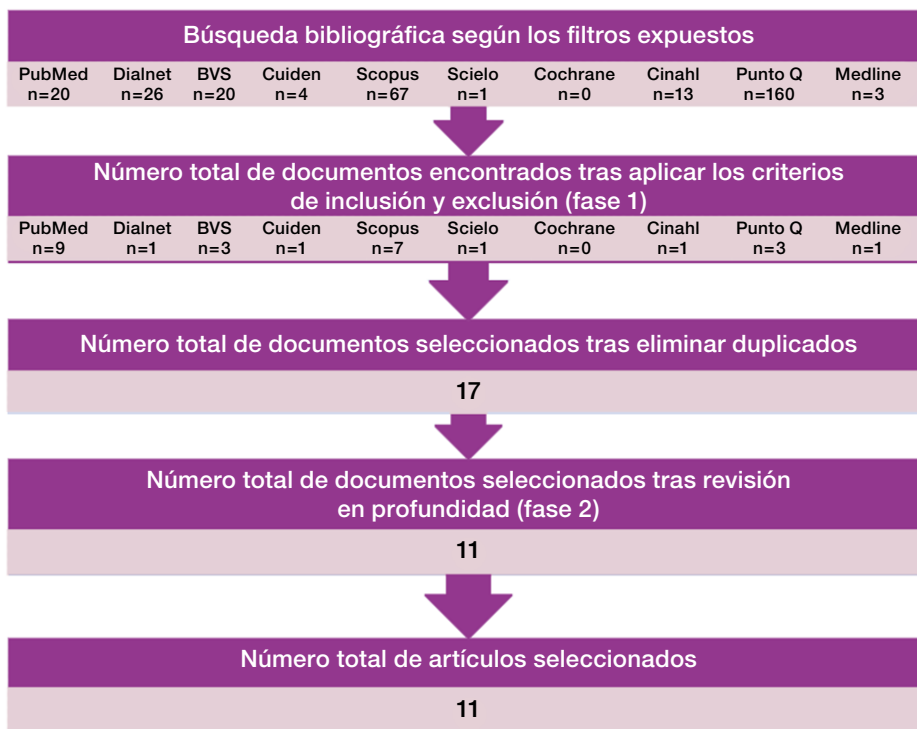 Búsqueda bibliográfica según los filtros expuestos
PubMed Dialnet BVS Cuiden Scopus Scielo Cochrane Cinahl Punto Q Medline
n=20 n=26 n=20 n=4 n=67 n=1 n=0 n=13 n=160 n=3
Número total de documentos encontrados tras aplicar los criterios
de inclusión y exclusión (fase 1)
PubMed Dialnet BVS Cuiden Scopus Scielo Cochrane Cinahl Punto Q Medline
n=9 n=1 n=3 n=1 n=7 n=1 n=0 n=1 n=3 n=1
Número total de documentos seleccionados tras eliminar duplicados
17
Número total de documentos seleccionados tras revisión
en profundidad (fase 2)
11
Número total de artículos seleccionados
11